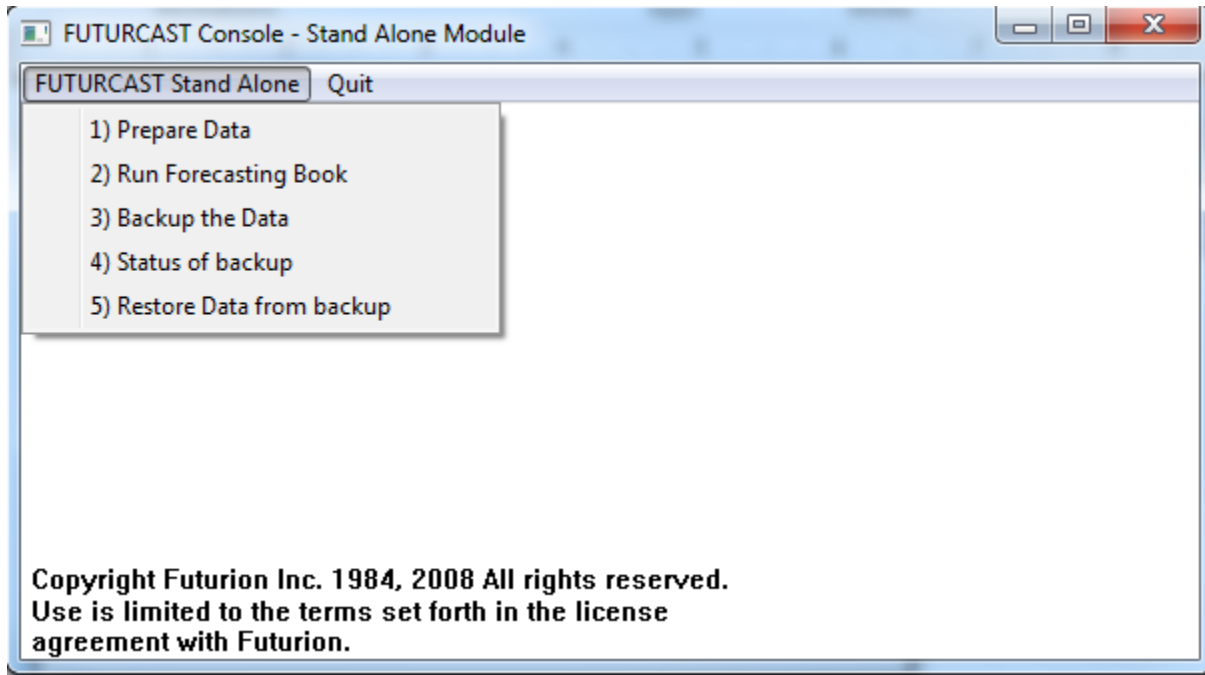 FUTURCAST Console - Stand Alone Module
FUTURCAST Stand Alone Quit
1) Prepare Data
2) Run Forecasting Book
3) Backup the Data
4) Status of backup
5) Restore Data from backup
Copyright Futurion Inc. 1984, 2008 All rights reserved.
Use is limited to the terms set forth in the license
agreement with Futurion.